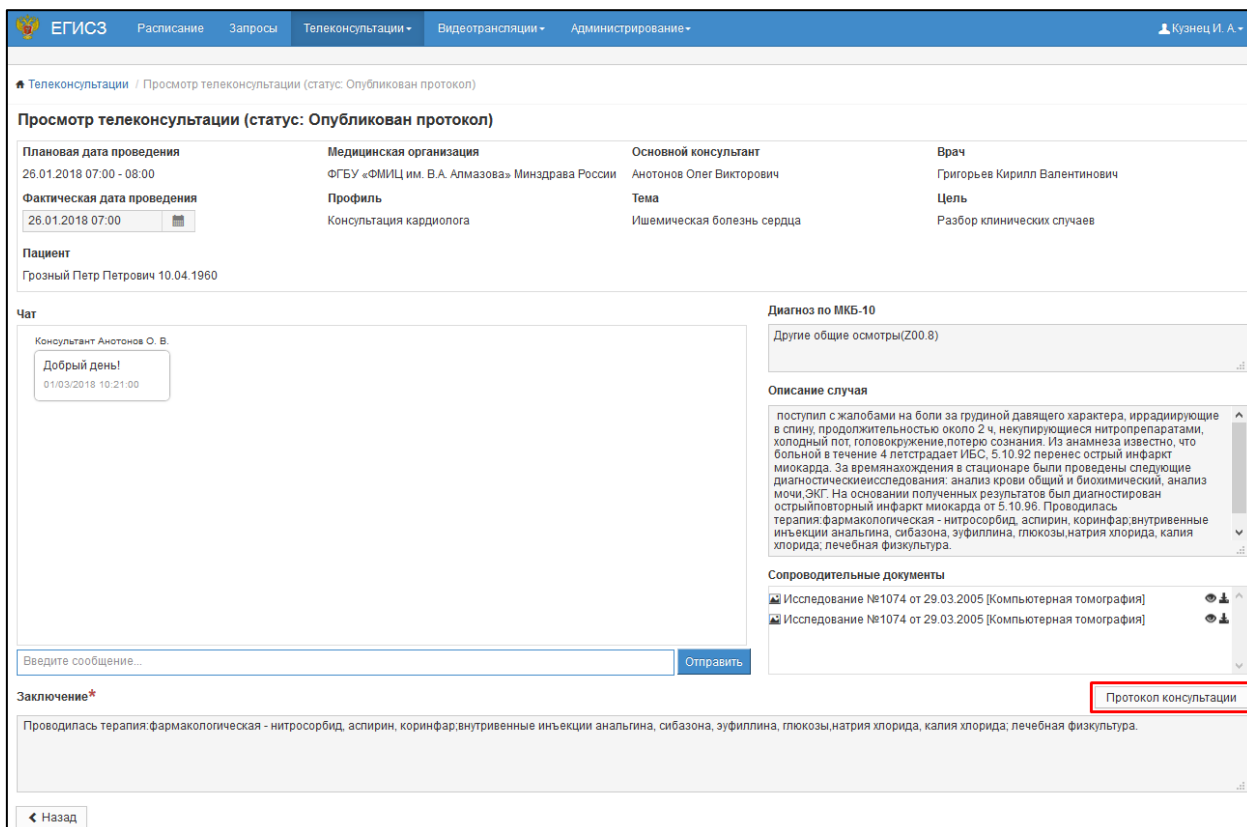 ЕГИСЗ Расписание Запросы Телеконсультации Видеотрансляции Администрирование Кузнец И. А.
Телеконсультации / Просмотр телеконсультации (статус: Опубликован протокол)
Просмотр телеконсультации (статус: Опубликован протокол)
Плановая дата проведения Медицинская организация Основной консультант Врач
26.01.2018 07:00 - 08:00 ФГБУ «ФМИЦ им. В.А. Алмазова» Минздрава России Анотонов Олег Викторович Григорьев Кирилл Валентинович
Фактическая дата проведения Профиль Тема Цель
26.01.2018 07:00 Консультация кардиолога Ишемическая болезнь сердца Разбор клинических случаев
Пациент
Грозный Петр Петрович 10.04.1960
Чат
Консультант Анотонов О. В.
Добрый день!
01/03/2018 10:21:00
Введите сообщение...
Отправить
Диагноз по МКБ-10
Другие общие осмотры(Z00.8)
Описание случая
поступил с жалобами на боли за грудиной давящего характера, иррадиирующие
в спину, продолжительностью около 2 ч, некупирующиеся нитропрепаратами,
холодный пот, головокружение,потерю сознания. Из анамнеза известно, что
больной в течение 4 летстрадает ИБС, 5.10.92 перенес острый инфаркт
миокарда. За времянахождения в стационаре были проведены следующие
диагностическиеисследования: анализ крови общий и биохимический, анализ
мочи,ЭКГ. На основании полученных результатов был диагностирован
острыйповторный инфаркт миокарда от 5.10.96. Проводилась
терапия:фармакологическая - нитросорбид, аспирин, коринфар;внутривенные
инъекции анальгина, сибазона, эуфиллина, глюкозы,натрия хлорида, калия
хлорида; лечебная физкультура.
Сопроводительные документы
Исследование №1074 от 29.03.2005 [Компьютерная томография]
Исследование №1074 от 29.03.2005 [Компьютерная томография]
Заключение*
Протокол консультации
Проводилась терапия:фармакологическая - нитросорбид, аспирин, коринфар;внутривенные инъекции анальгина, сибазона, эуфиллина, глюкозы,натрия хлорида, калия хлорида; лечебная физкультура.
Назад